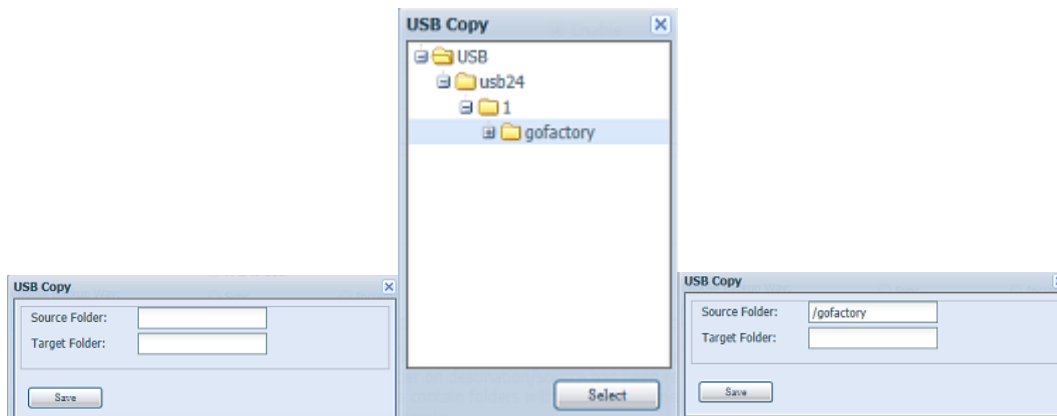 USB Copy
Source Folder:
Target Folder:
Save
USB Copy
USB
usb24
1
gofactory
Select
USB Copy
Source Folder: /gofactory
Target Folder:
Save